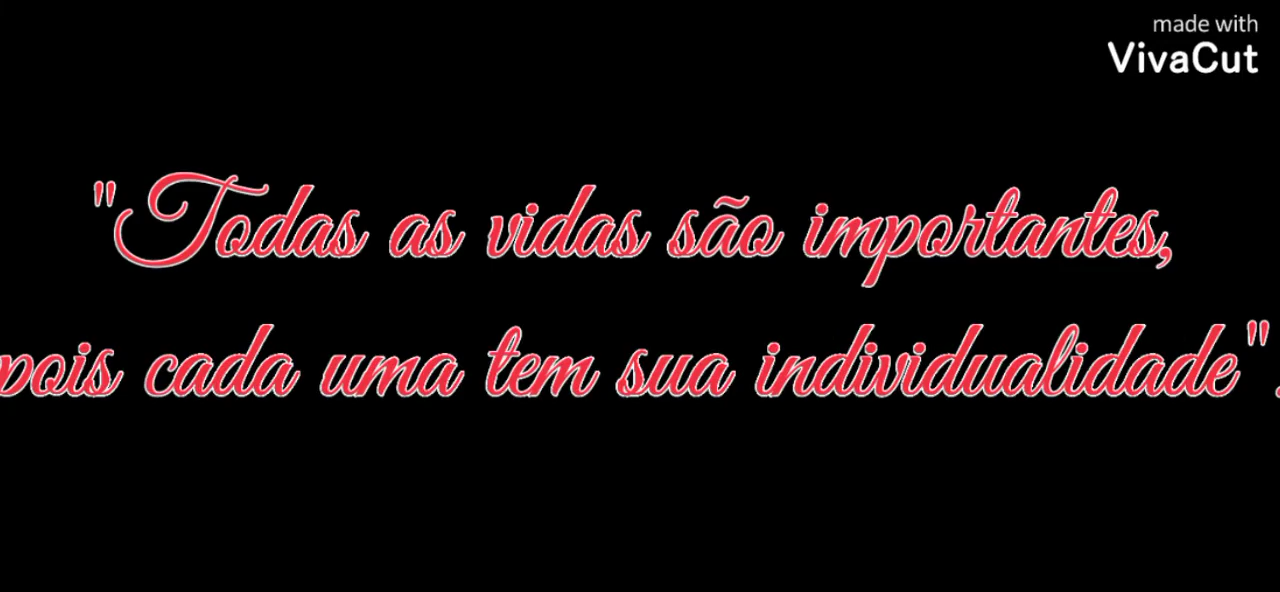 made with
VivaCut
"Todas as vidas são importantes,
pois cada uma tem sua individualidade".